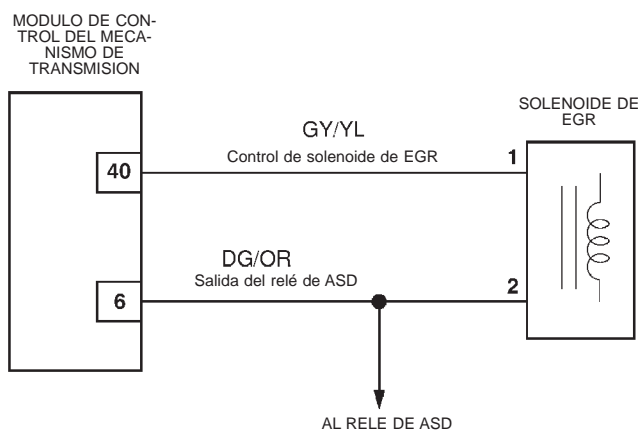 MODULO DE CON-
TROL DEL MECA-
NISMO DE
TRANSMISION
SOLENOIDE DE
EGR
GY/YL
Control de solenoide de EGR
1
40
DG/OR
Salida del relé de ASD
2
6
AL RELE DE ASD